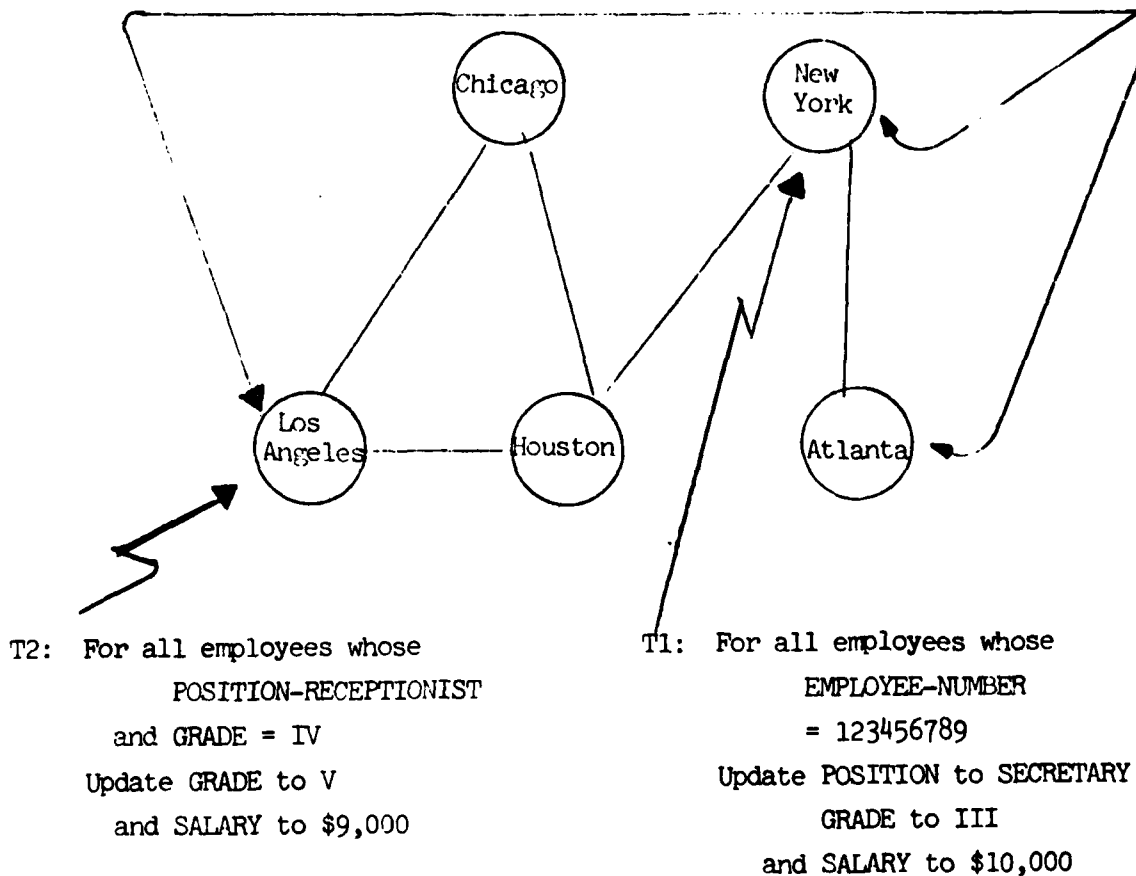 Chicago
New
York
Los
Angeles
Houston
Atlanta
T2: For all employees whose
POSITION-RECEPTIONIST
and GRADE = IV
Update GRADE to V
and SALARY to $9,000
T1: For all employees whose
EMPLOYEE-NUMBER
= 123456789
Update POSITION to SECRETARY
GRADE to III
and SALARY to $10,000